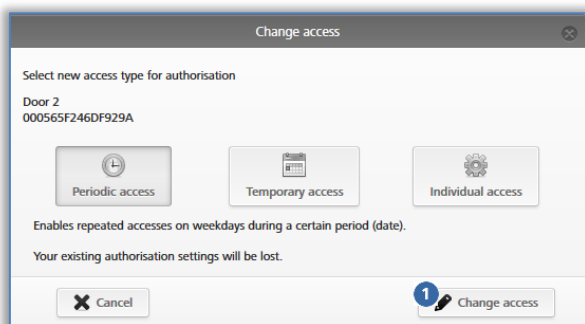 Change access
Select new access type for authorisation
Door 2
000565F246DF929A
Periodic access
Temporary access
Individual access
Enables repeated accesses on weekdays during a certain period (date).
Your existing authorisation settings will be lost.
Cancel
1
Change access